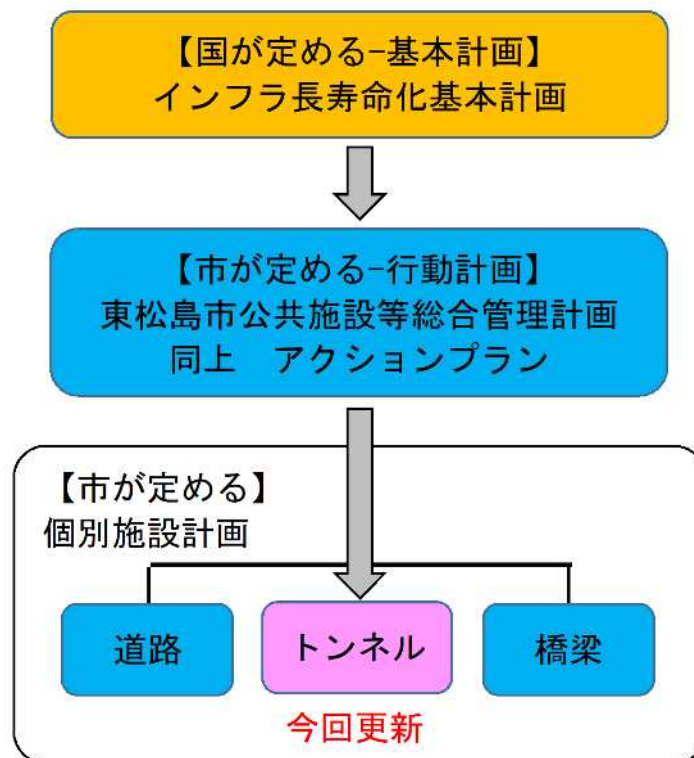 【国が定める-基本計画】
インフラ長寿命化基本計画
【市が定める-行動計画】
東松島市公共施設等総合管理計画
同上　アクションプラン
【市が定める】
個別施設計画
道路
トンネル
橋梁
今回更新